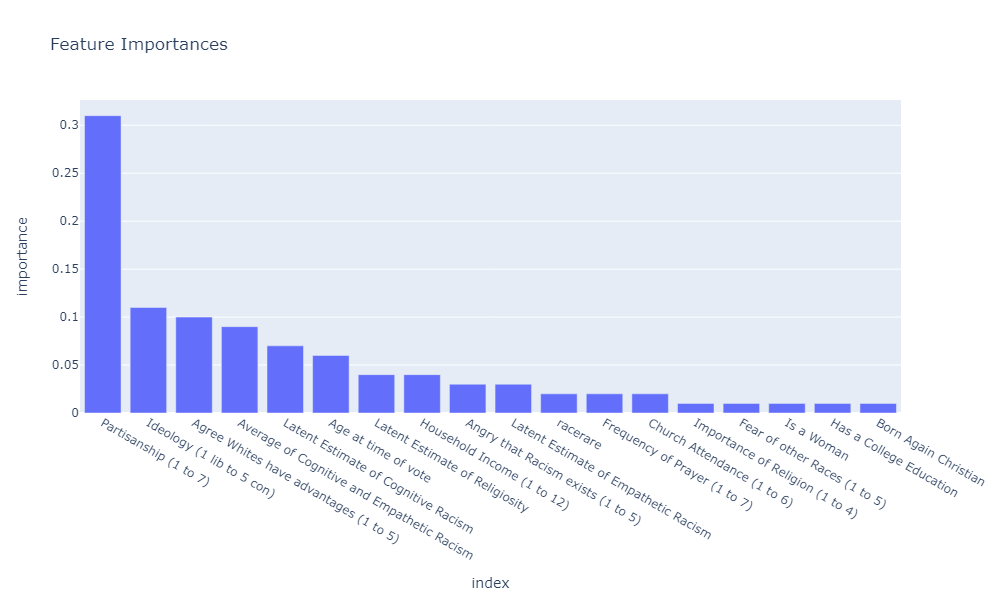 Feature Importances
importance
0.3
0.25
0.2
0.15
0.1
0.05
0
Partisanship (1 to 7)
Ideology (1 lib to 5 con)
Agree Whites have advantages (1 to 5)
Average of Cognitive and Empathetic Racism
Latent Estimate of Cognitive Racism
Age at time of vote
Latent Estimate of Religiosity
Household Income (1 to 12)
Angry that Racism exists (1 to 5)
Latent Estimate of Empathetic Racism
racerare
Frequency of Prayer (1 to 7)
Church Attendance (1 to 6)
Importance of Religion (1 to 4)
Fear of other Races (1 to 5)
Is a Woman
Has a College Education
Born Again Christian
index